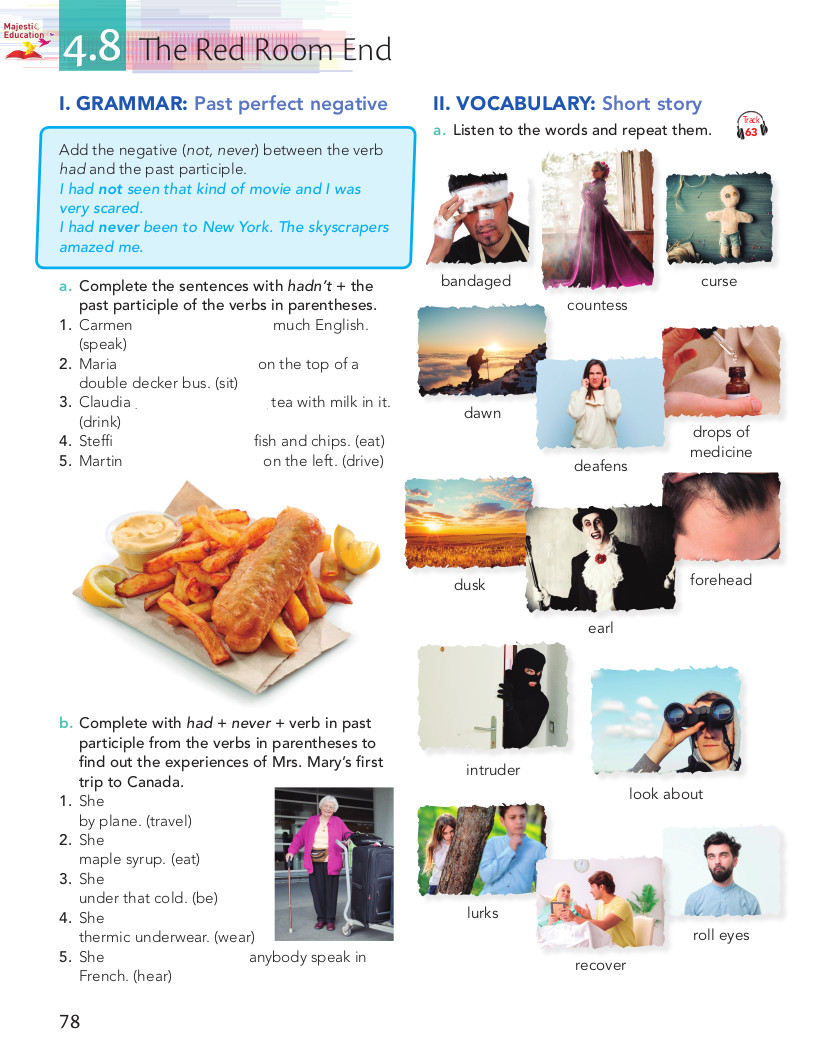 Majestic
Education
4.8 The Red Room End
I. GRAMMAR: Past perfect negative
Add the negative (not, never) between the verb
had and the past participle.
I had not seen that kind of movie and I was
very scared.
I had never been to New York. The skyscrapers
amazed me.
a. Complete the sentences with hadn't + the
past participle of the verbs in parentheses.
1. Carmen much English.
(speak)
2. Maria on the top of a
double decker bus. (sit)
3. Claudia tea with milk in it.
(drink)
4. Steffi fish and chips. (eat)
5. Martin on the left. (drive)
b. Complete with had + never + verb in past
participle from the verbs in parentheses to
find out the experiences of Mrs. Mary's first
trip to Canada.
1. She
by plane. (travel)
2. She
maple syrup. (eat)
3. She
under that cold. (be)
4. She
thermic underwear. (wear)
5. She anybody speak in
French. (hear)
78
II. VOCABULARY: Short story
a. Listen to the words and repeat them.
Track
63
bandaged
countess
curse
dawn
deafens
drops of
medicine
dusk
earl
forehead
intruder
look about
lurks
recover
roll eyes